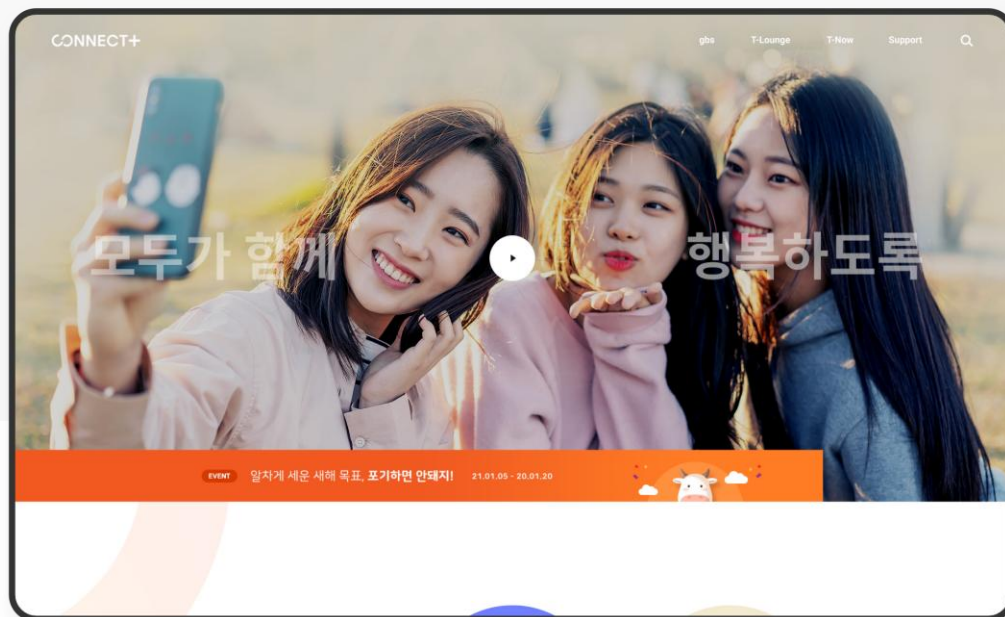 CONNECT+
gbs T-Lounge T-Now Support
모두가 함께 행복하도록
EVENT 알차게 세운 새해 목표, 포기하면 안돼지! 21.01.05 - 20.01.20